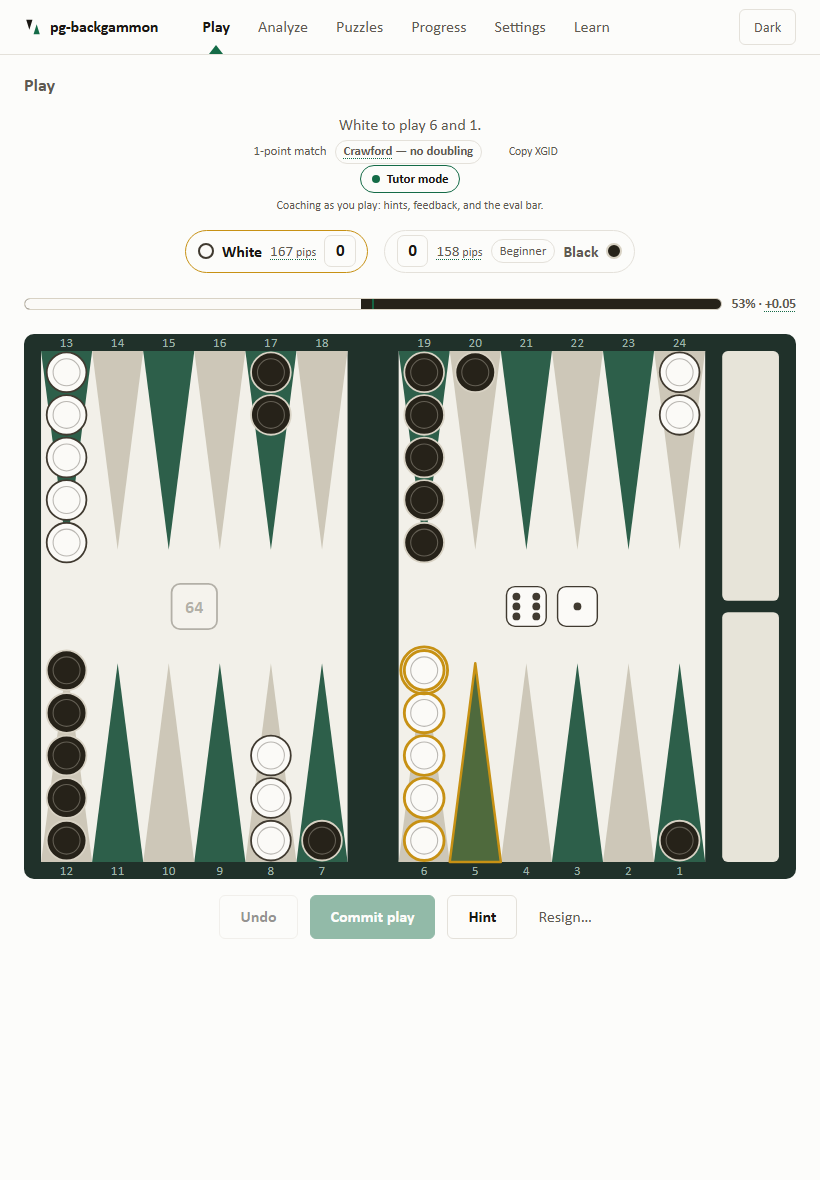 pg-backgammon Play Analyze Puzzles Progress Settings Learn Dark
Play
White to play 6 and 1.
1-point match Crawford — no doubling Copy XGID
Tutor mode
Coaching as you play: hints, feedback, and the eval bar.
White 167 pips 0 0 158 pips Beginner Black
53% · +0.05
13 14 15 16 17 18 19 20 21 22 23 24
64
12 11 10 9 8 7 6 5 4 3 2 1
Undo Commit play Hint Resign...